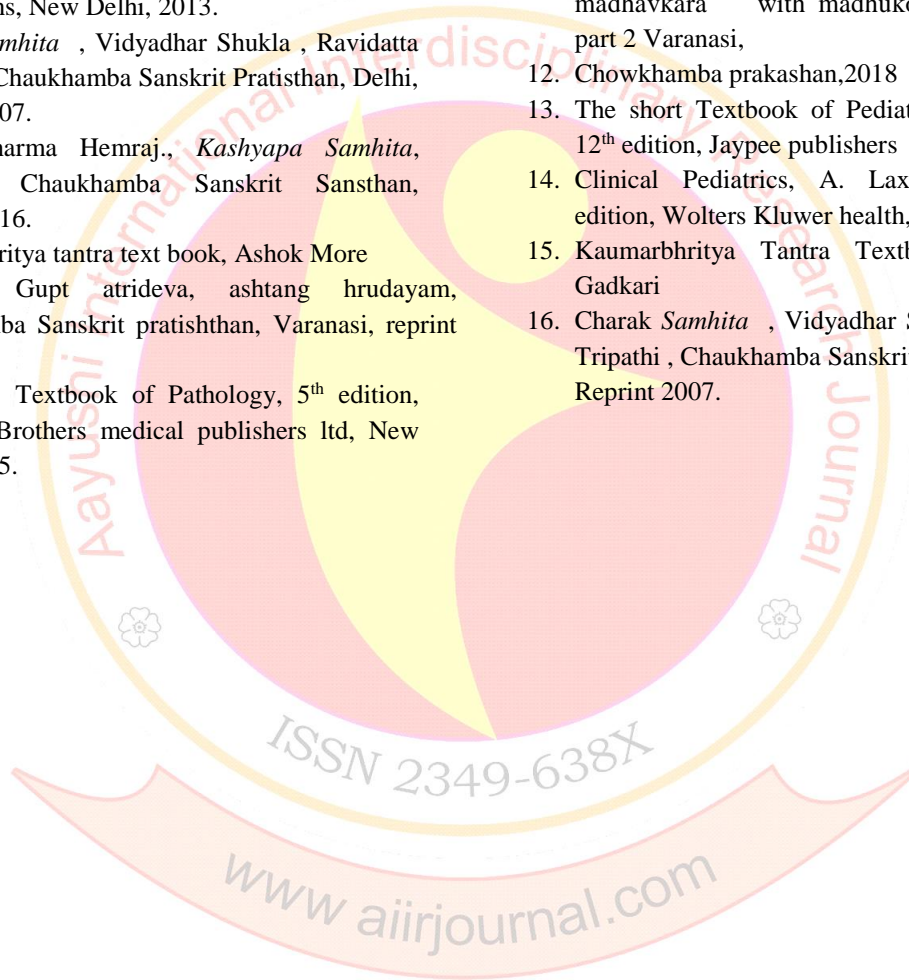 ns, New Delhi, 2013.
mhita , Vidyadhar Shukla , Ravidatta
Chaukhamba Sanskrit Pratisthan, Delhi,
07.
arma Hemraj., Kashyapa Samhita,
Chaukhamba Sanskrit Sansthan,
16.
ritya tantra text book, Ashok More
Gupt atrideva, ashtang hrudayam,
ba Sanskrit pratishthan, Varanasi, reprint
Textbook of Pathology, 5th edition,
Brothers medical publishers ltd, New
5.
madhavkara with madhuko
part 2 Varanasi,
12. Chowkhamba prakashan,2018
13. The short Textbook of Pediat
12th edition, Jaypee publishers
14. Clinical Pediatrics, A. Lax
edition, Wolters Kluwer health,
15. Kaumarbhritya Tantra Textb
Gadkari
16. Charak Samhita , Vidyadhar S
Tripathi , Chaukhamba Sanskri
Reprint 2007.
Aayushi International Interdisciplinary Research Journal
ISSN 2349-638X
www aiirjournal.com